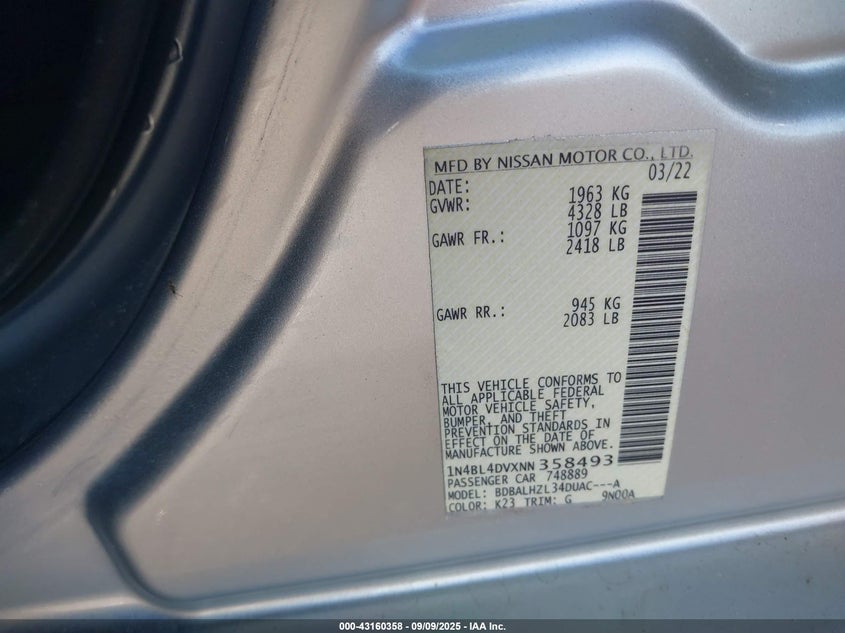 MFD BY NISSAN MOTOR CO., LTD.
DATE: 03/22
GVWR: 1963 KG
4328 LB
GAWR FR.: 1097 KG
2418 LB
GAWR RR.: 945 KG
2083 LB
THIS VEHICLE CONFORMS TO
ALL APPLICABLE FEDERAL
MOTOR VEHICLE SAFETY,
BUMPER, AND THEFT
PREVENTION STANDARDS IN
EFFECT ON THE DATE OF
MANUFACTURE SHOWN ABOVE.
1N4BL4DVXNN358493
PASSENGER CAR 748889
MODEL: BDBALHZL34DUAC---A
COLOR: K23 TRIM: G 9N00A
000-43160358 - 09/09/2025 - IAA Inc.